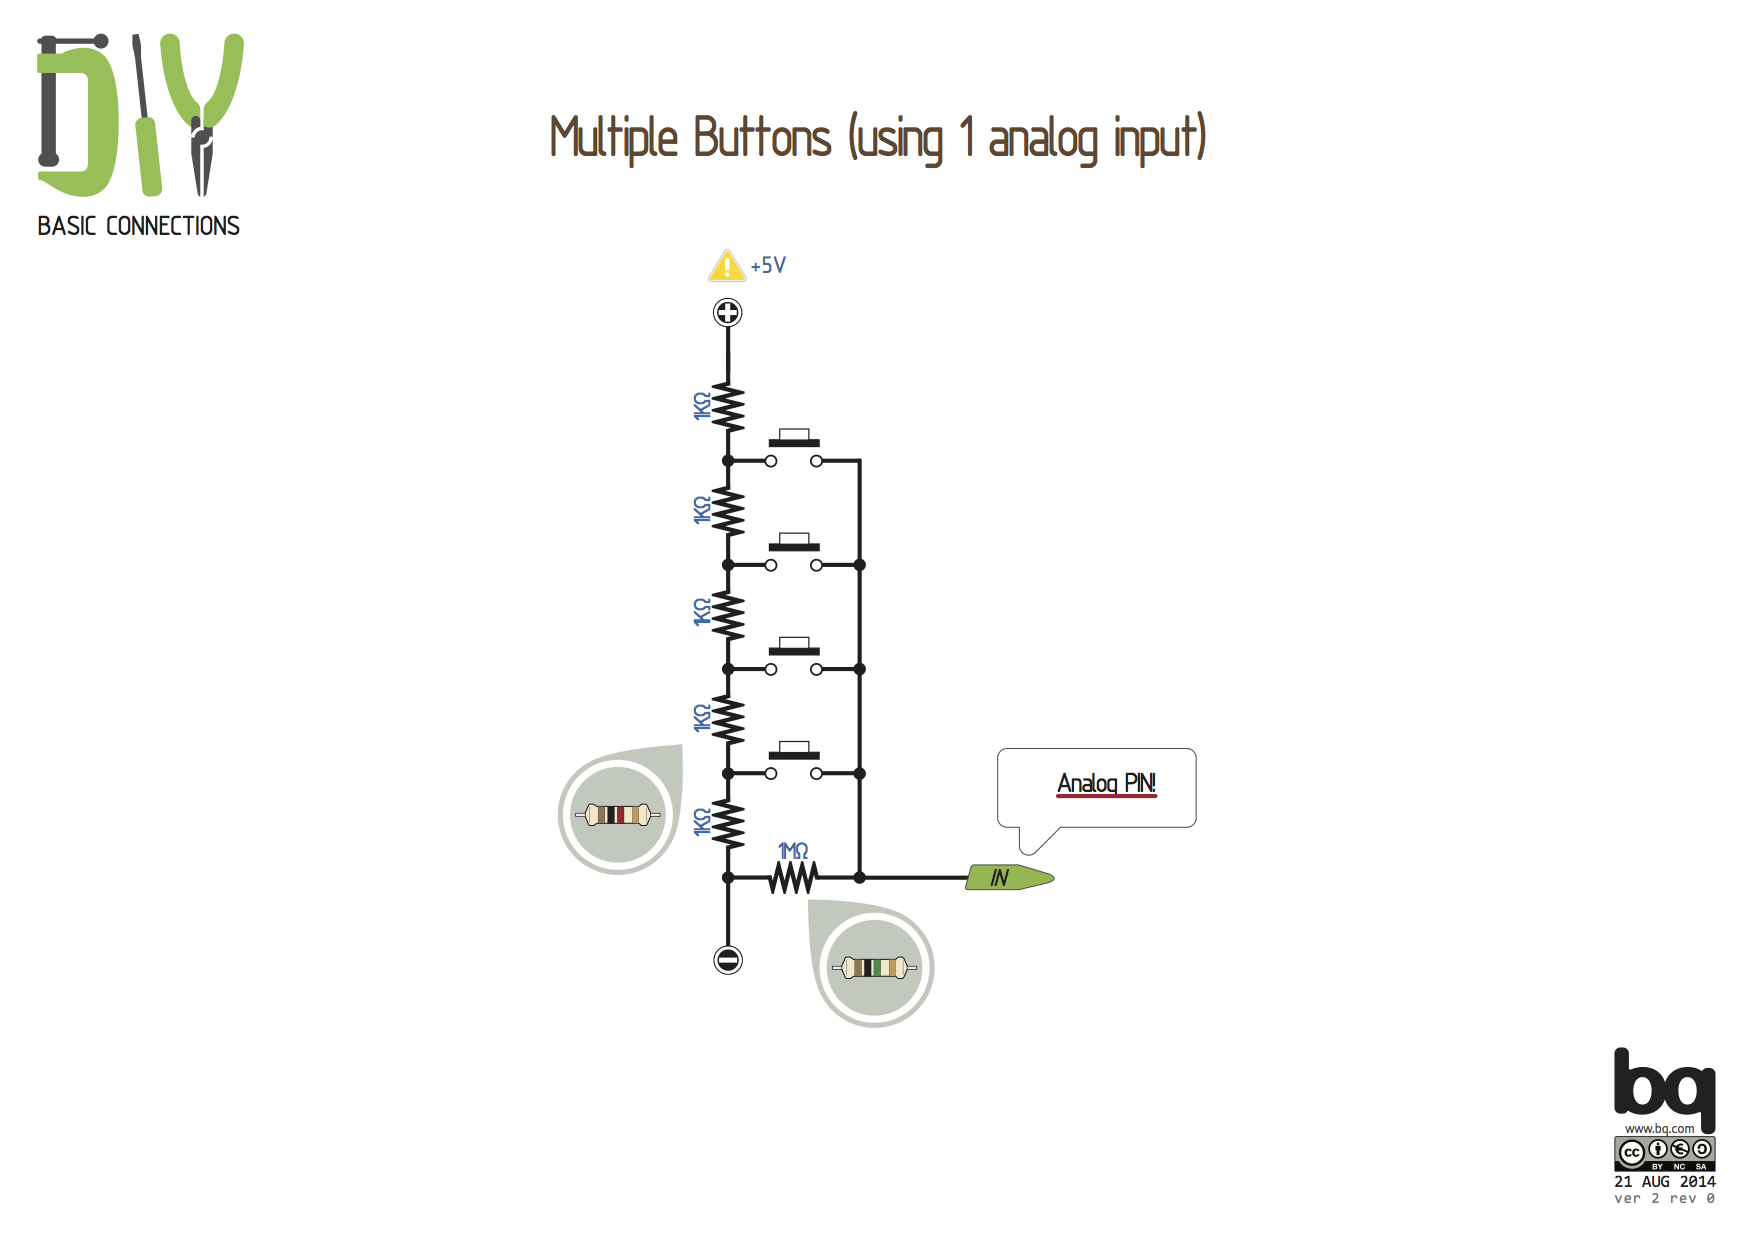 DIY
BASIC CONNECTIONS
Multiple Buttons (using 1 analog input)
+5V
1KΩ
1KΩ
1KΩ
1KΩ
1KΩ
1MΩ
Analog PIN!
IN
bq
www.bq.com
cc
BY NC SA
21 AUG 2014
ver 2 rev 0